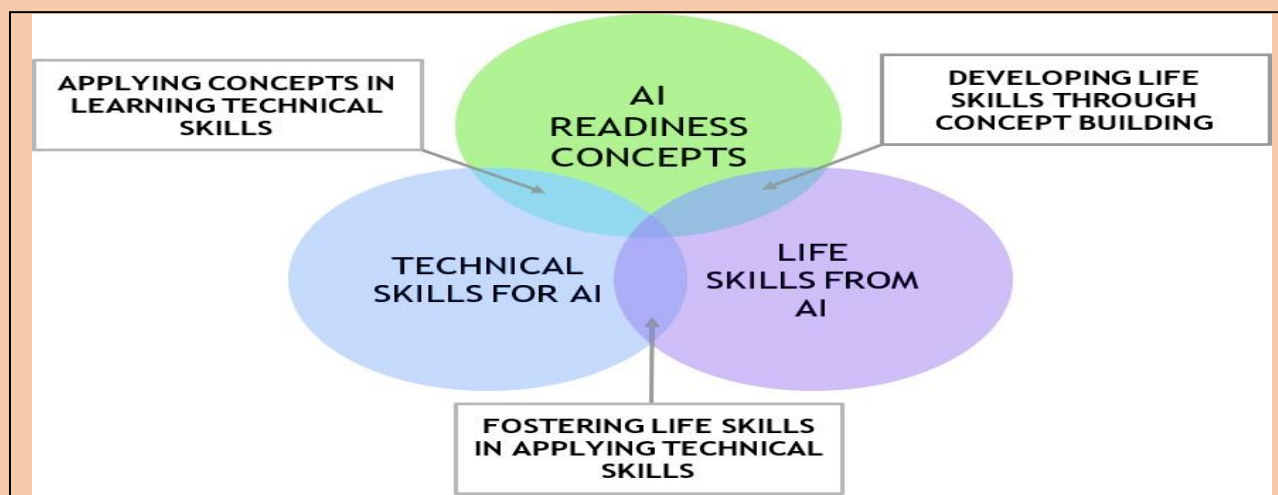 APPLYING CONCEPTS IN
LEARNING TECHNICAL
SKILLS
AI
READINESS
CONCEPTS
DEVELOPING LIFE
SKILLS THROUGH
CONCEPT BUILDING
TECHNICAL
SKILLS FOR AI
LIFE
SKILLS FROM
AI
FOSTERING LIFE SKILLS
IN APPLYING TECHNICAL
SKILLS